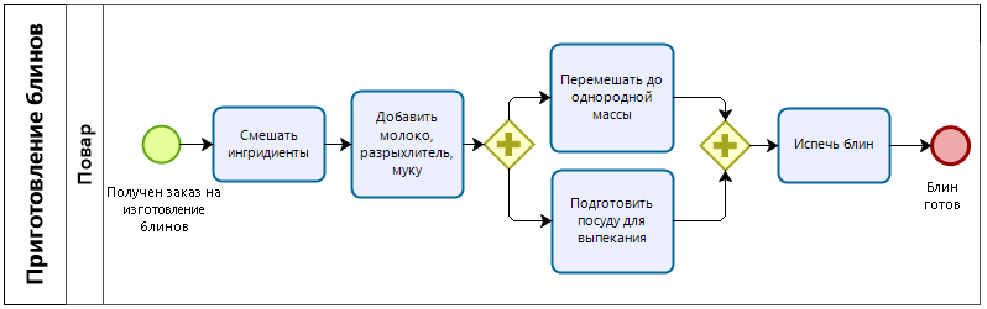 Приготовление блинов
Повар
Получен заказ на
изготовление
блинов
Смешать
ингридиенты
Добавить
молоко,
разрыхлитель,
муку
Перемешать до
однородной
массы
Подготовить
посуду для
выпекания
Испечь блин
Блин
готов